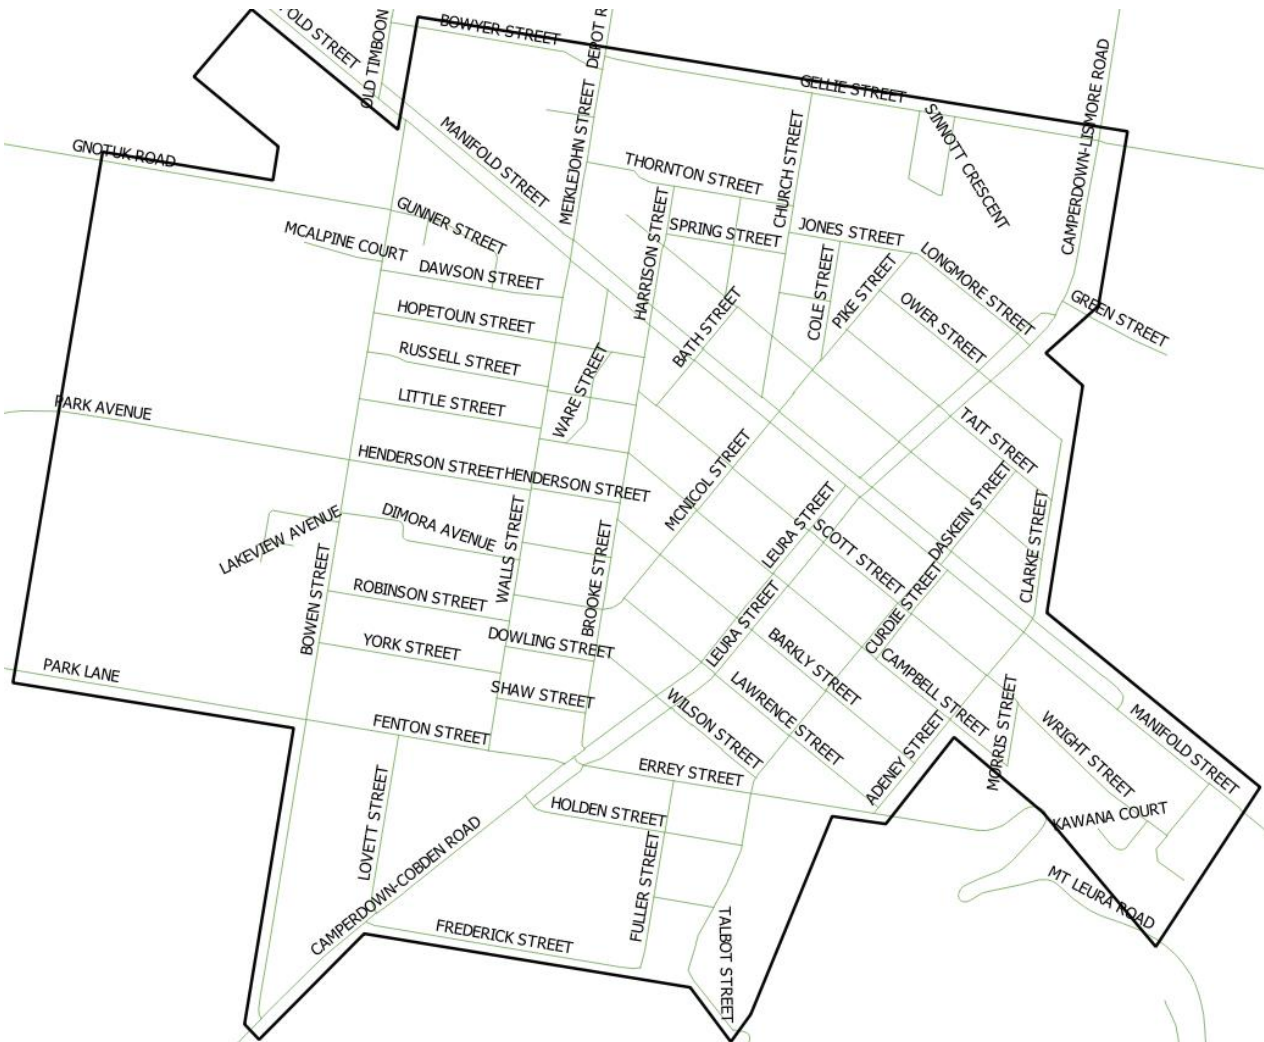 OLD STREET
OLD TIMBOON
BOWYER STREET
DEPOT R
GELLIE STREET
SINNOTT CRESCENT
CAMPERDOWN-LISMORE ROAD
GNOTUK ROAD
MANIFOLD STREET
MEIKLEJOHN STREET
THORNTON STREET
CHURCH STREET
GUNNER STREET
MCALPINE COURT
HARRISON STREET
SPRING STREET
JONES STREET
LONGMORE STREET
DAWSON STREET
COLE STREET
PIKE STREET
OWER STREET
GREEN STREET
HOPETOUN STREET
BATH STREET
RUSSELL STREET
WARE STREET
LITTLE STREET
PARK AVENUE
TAIT STREET
HENDERSON STREET
HENDERSON STREET
MCNICOL STREET
LEURA STREET
DASKEIN STREET
CLARKE STREET
LAKEVIEW AVENUE
DIMORA AVENUE
WALLS STREET
BROOKE STREET
SCOTT STREET
BOWEN STREET
ROBINSON STREET
LEURA STREET
CURDIE STREET
YORK STREET
DOWLING STREET
BARKLY STREET
CAMPBELL STREET
PARK LANE
SHAW STREET
WILSON STREET
LAWRENCE STREET
MORRIS STREET
WRIGHT STREET
MANIFOLD STREET
FENTON STREET
ADENEY STREET
ERREY STREET
LOVETT STREET
HOLDEN STREET
KAWANA COURT
CAMPERDOWN-COBDEN ROAD
FULLER STREET
MT LEURA ROAD
FREDERICK STREET
TALBOT STREET